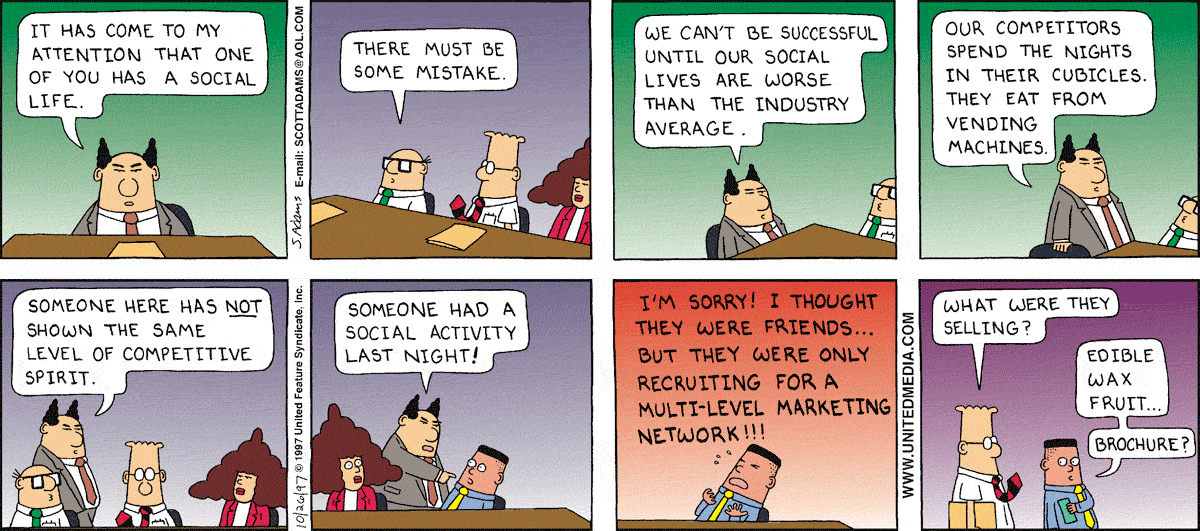 IT HAS COME TO MY
ATTENTION THAT ONE
OF YOU HAS A SOCIAL
LIFE.
S. Adams E-mail: SCOTTADAMS@AOL.COM
THERE MUST BE
SOME MISTAKE.
WE CAN'T BE SUCCESSFUL
UNTIL OUR SOCIAL
LIVES ARE WORSE
THAN THE INDUSTRY
AVERAGE.
OUR COMPETITORS
SPEND THE NIGHTS
IN THEIR CUBICLES.
THEY EAT FROM
VENDING
MACHINES.
SOMEONE HERE HAS NOT
SHOWN THE SAME
LEVEL OF COMPETITIVE
SPIRIT.
10/26/97 © 1997 United Feature Syndicate, Inc.
SOMEONE HAD A
SOCIAL ACTIVITY
LAST NIGHT!
I'M SORRY! I THOUGHT
THEY WERE FRIENDS...
BUT THEY WERE ONLY
RECRUITING FOR A
MULTI-LEVEL MARKETING
NETWORK!!!
WWW.UNITEDMEDIA.COM
WHAT WERE THEY
SELLING?
EDIBLE
WAX
FRUIT...
BROCHURE?